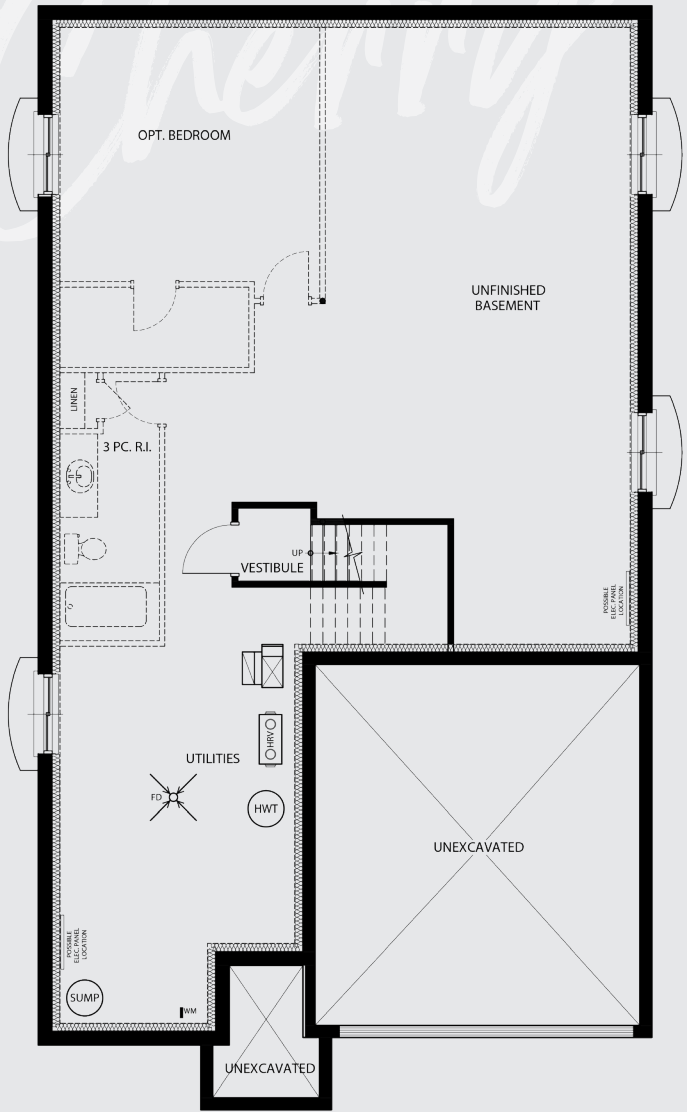 Cherry
OPT. BEDROOM
UNFINISHED
BASEMENT
LINEN
3 PC. R.I.
UP
VESTIBULE
POSSIBLE
ELEC. PANEL
LOCATION
HRV
UTILITIES
FD
HWT
UNEXCAVATED
POSSIBLE
ELEC. PANEL
LOCATION
SUMP
WM
UNEXCAVATED